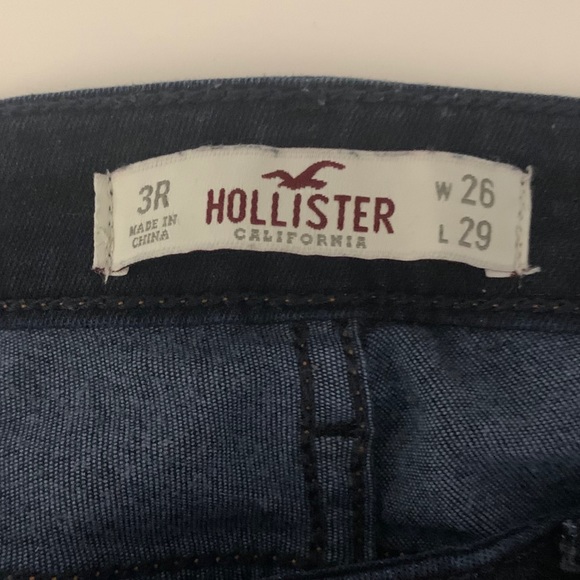 3R
MADE IN
CHINA
HOLLISTER
CALIFORNIA
W 26
L 29